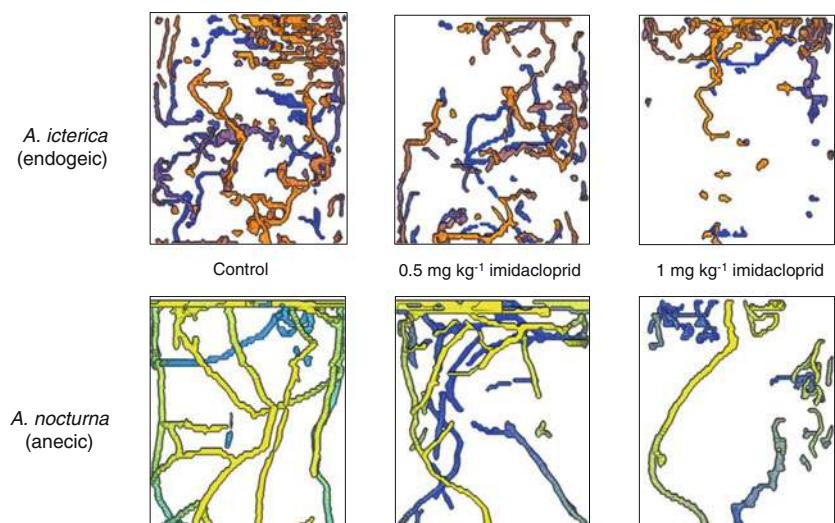 A. icterica
(endogeic)
Control
0.5 mg kg-1 imidacloprid
1 mg kg-1 imidacloprid
A. nocturna
(anecic)